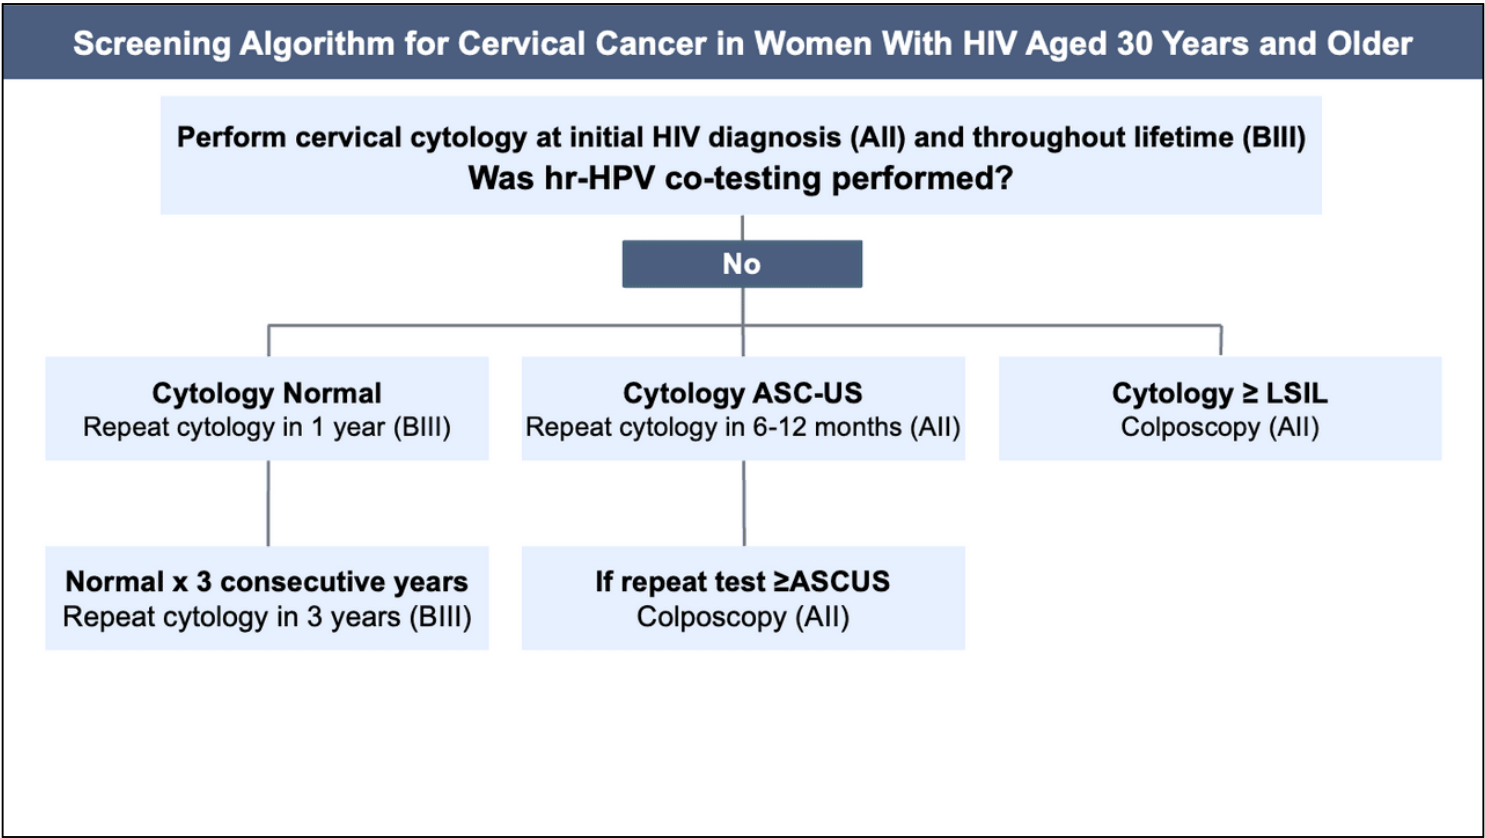 Screening Algorithm for Cervical Cancer in Women With HIV Aged 30 Years and Older
Perform cervical cytology at initial HIV diagnosis (AII) and throughout lifetime (BIII)
Was hr-HPV co-testing performed?
No
Cytology Normal
Repeat cytology in 1 year (BIII)
Cytology ASC-US
Repeat cytology in 6-12 months (AII)
Cytology ≥ LSIL
Colposcopy (AII)
Normal x 3 consecutive years
Repeat cytology in 3 years (BIII)
If repeat test ≥ASCUS
Colposcopy (AII)